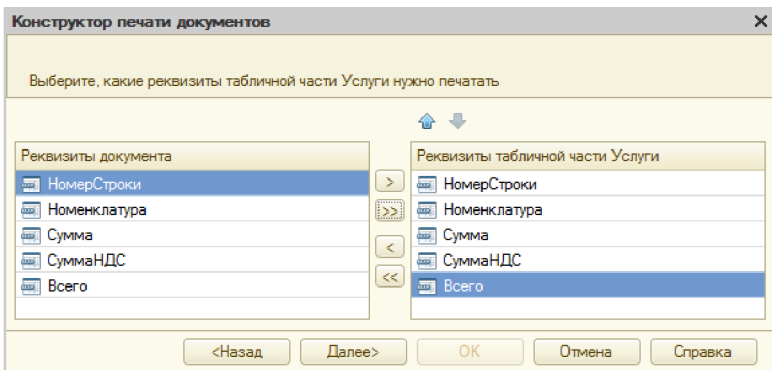 Конструктор печати документов
Выберите, какие реквизиты табличной части Услуги нужно печатать
Реквизиты документа
НомерСтроки
Номенклатура
Сумма
СуммаНДС
Всего
>
>>
<
<<
Реквизиты табличной части Услуги
НомерСтроки
Номенклатура
Сумма
СуммаНДС
Всего
<Назад Далее> OK Отмена Справка